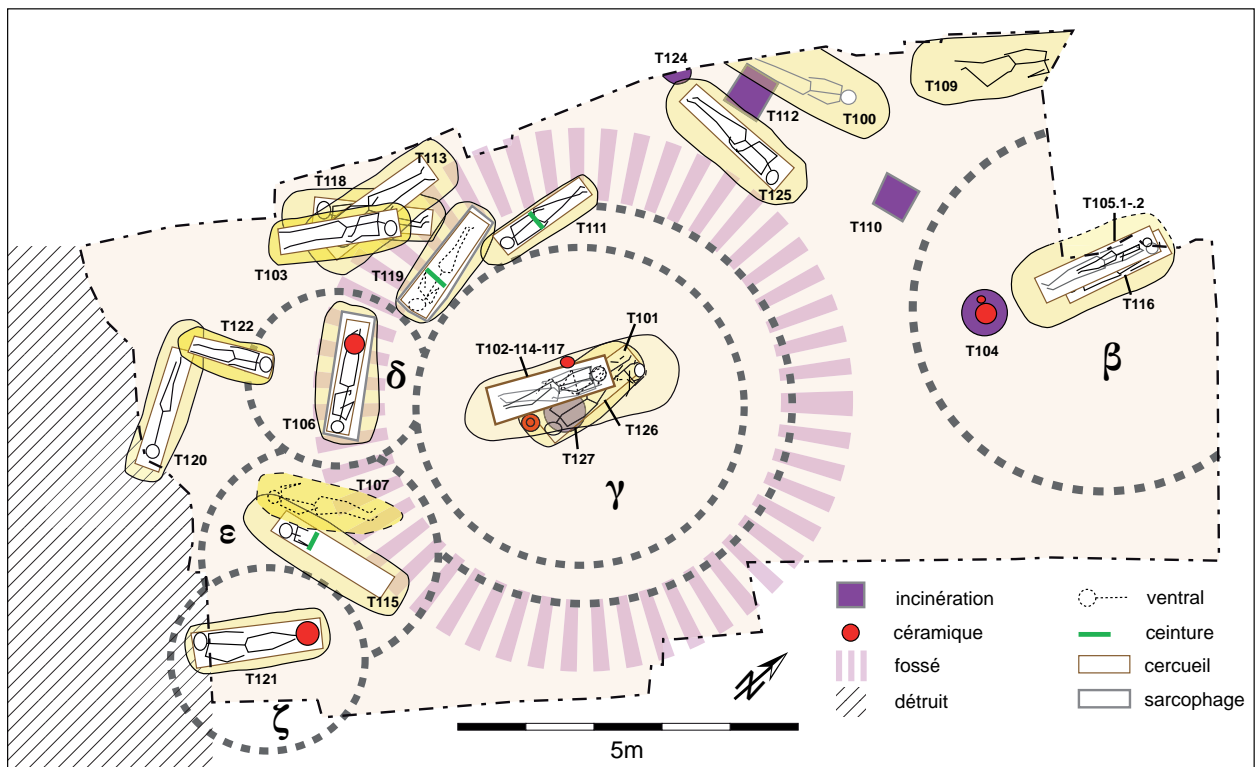 T124
T109
T112
T100
T113
T118
T125
T105.1-.2
T111
T110
T103
T119
T116
T122
T101
T102-114-117
T104
β
δ
T106
T126
T120
T127
T107
γ
ε
T115
incinération
ventral
céramique
ceinture
T121
fossé
cercueil
N
détruit
sarcophage
ζ
5m